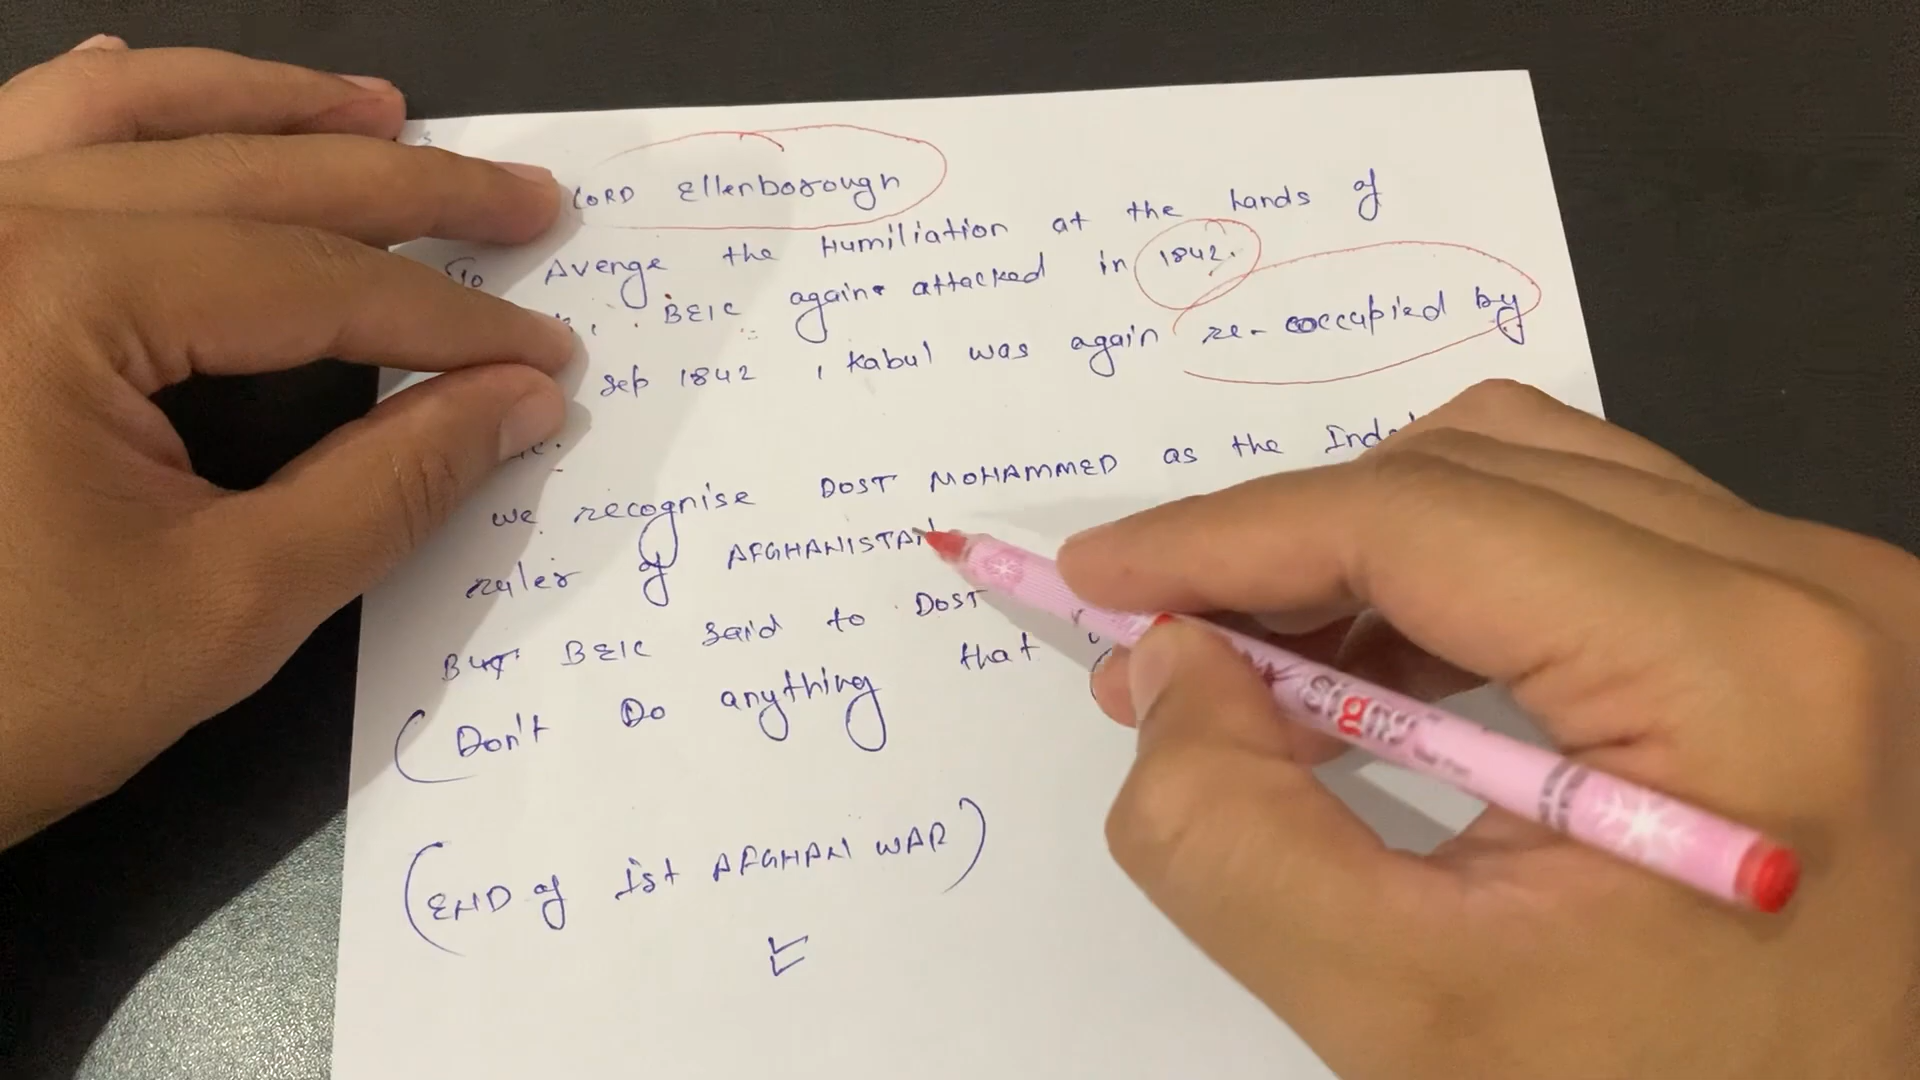 LORD Ellenborough
To Avenge the Humiliation at the hands of
BEIC again attacked in 1842.
Sep 1842, Kabul was again re-occupied by
we recognise DOST MOHAMMED as the
ruler of AFGHANISTAN
But BEIC said to DOST
(Don't Do anything that
(END of 1st AFGHAN WAR)
signo